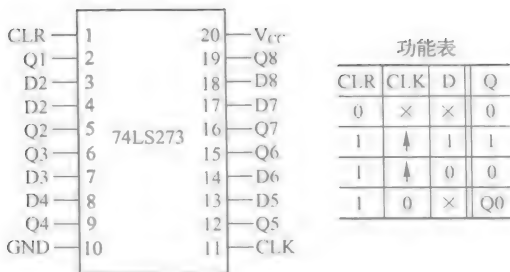 CLR 1 20 Vcc
Q1 2 19 Q8
D2 3 18 D8
D2 4 17 D7
Q2 5 16 Q7
74LS273
Q3 6 15 Q6
D3 7 14 D6
D4 8 13 D5
Q4 9 12 Q5
GND 10 11 CLK
功能表
CLR CLK D Q
0 × × 0
1 ↑ 1 1
1 ↑ 0 0
1 0 × Q0